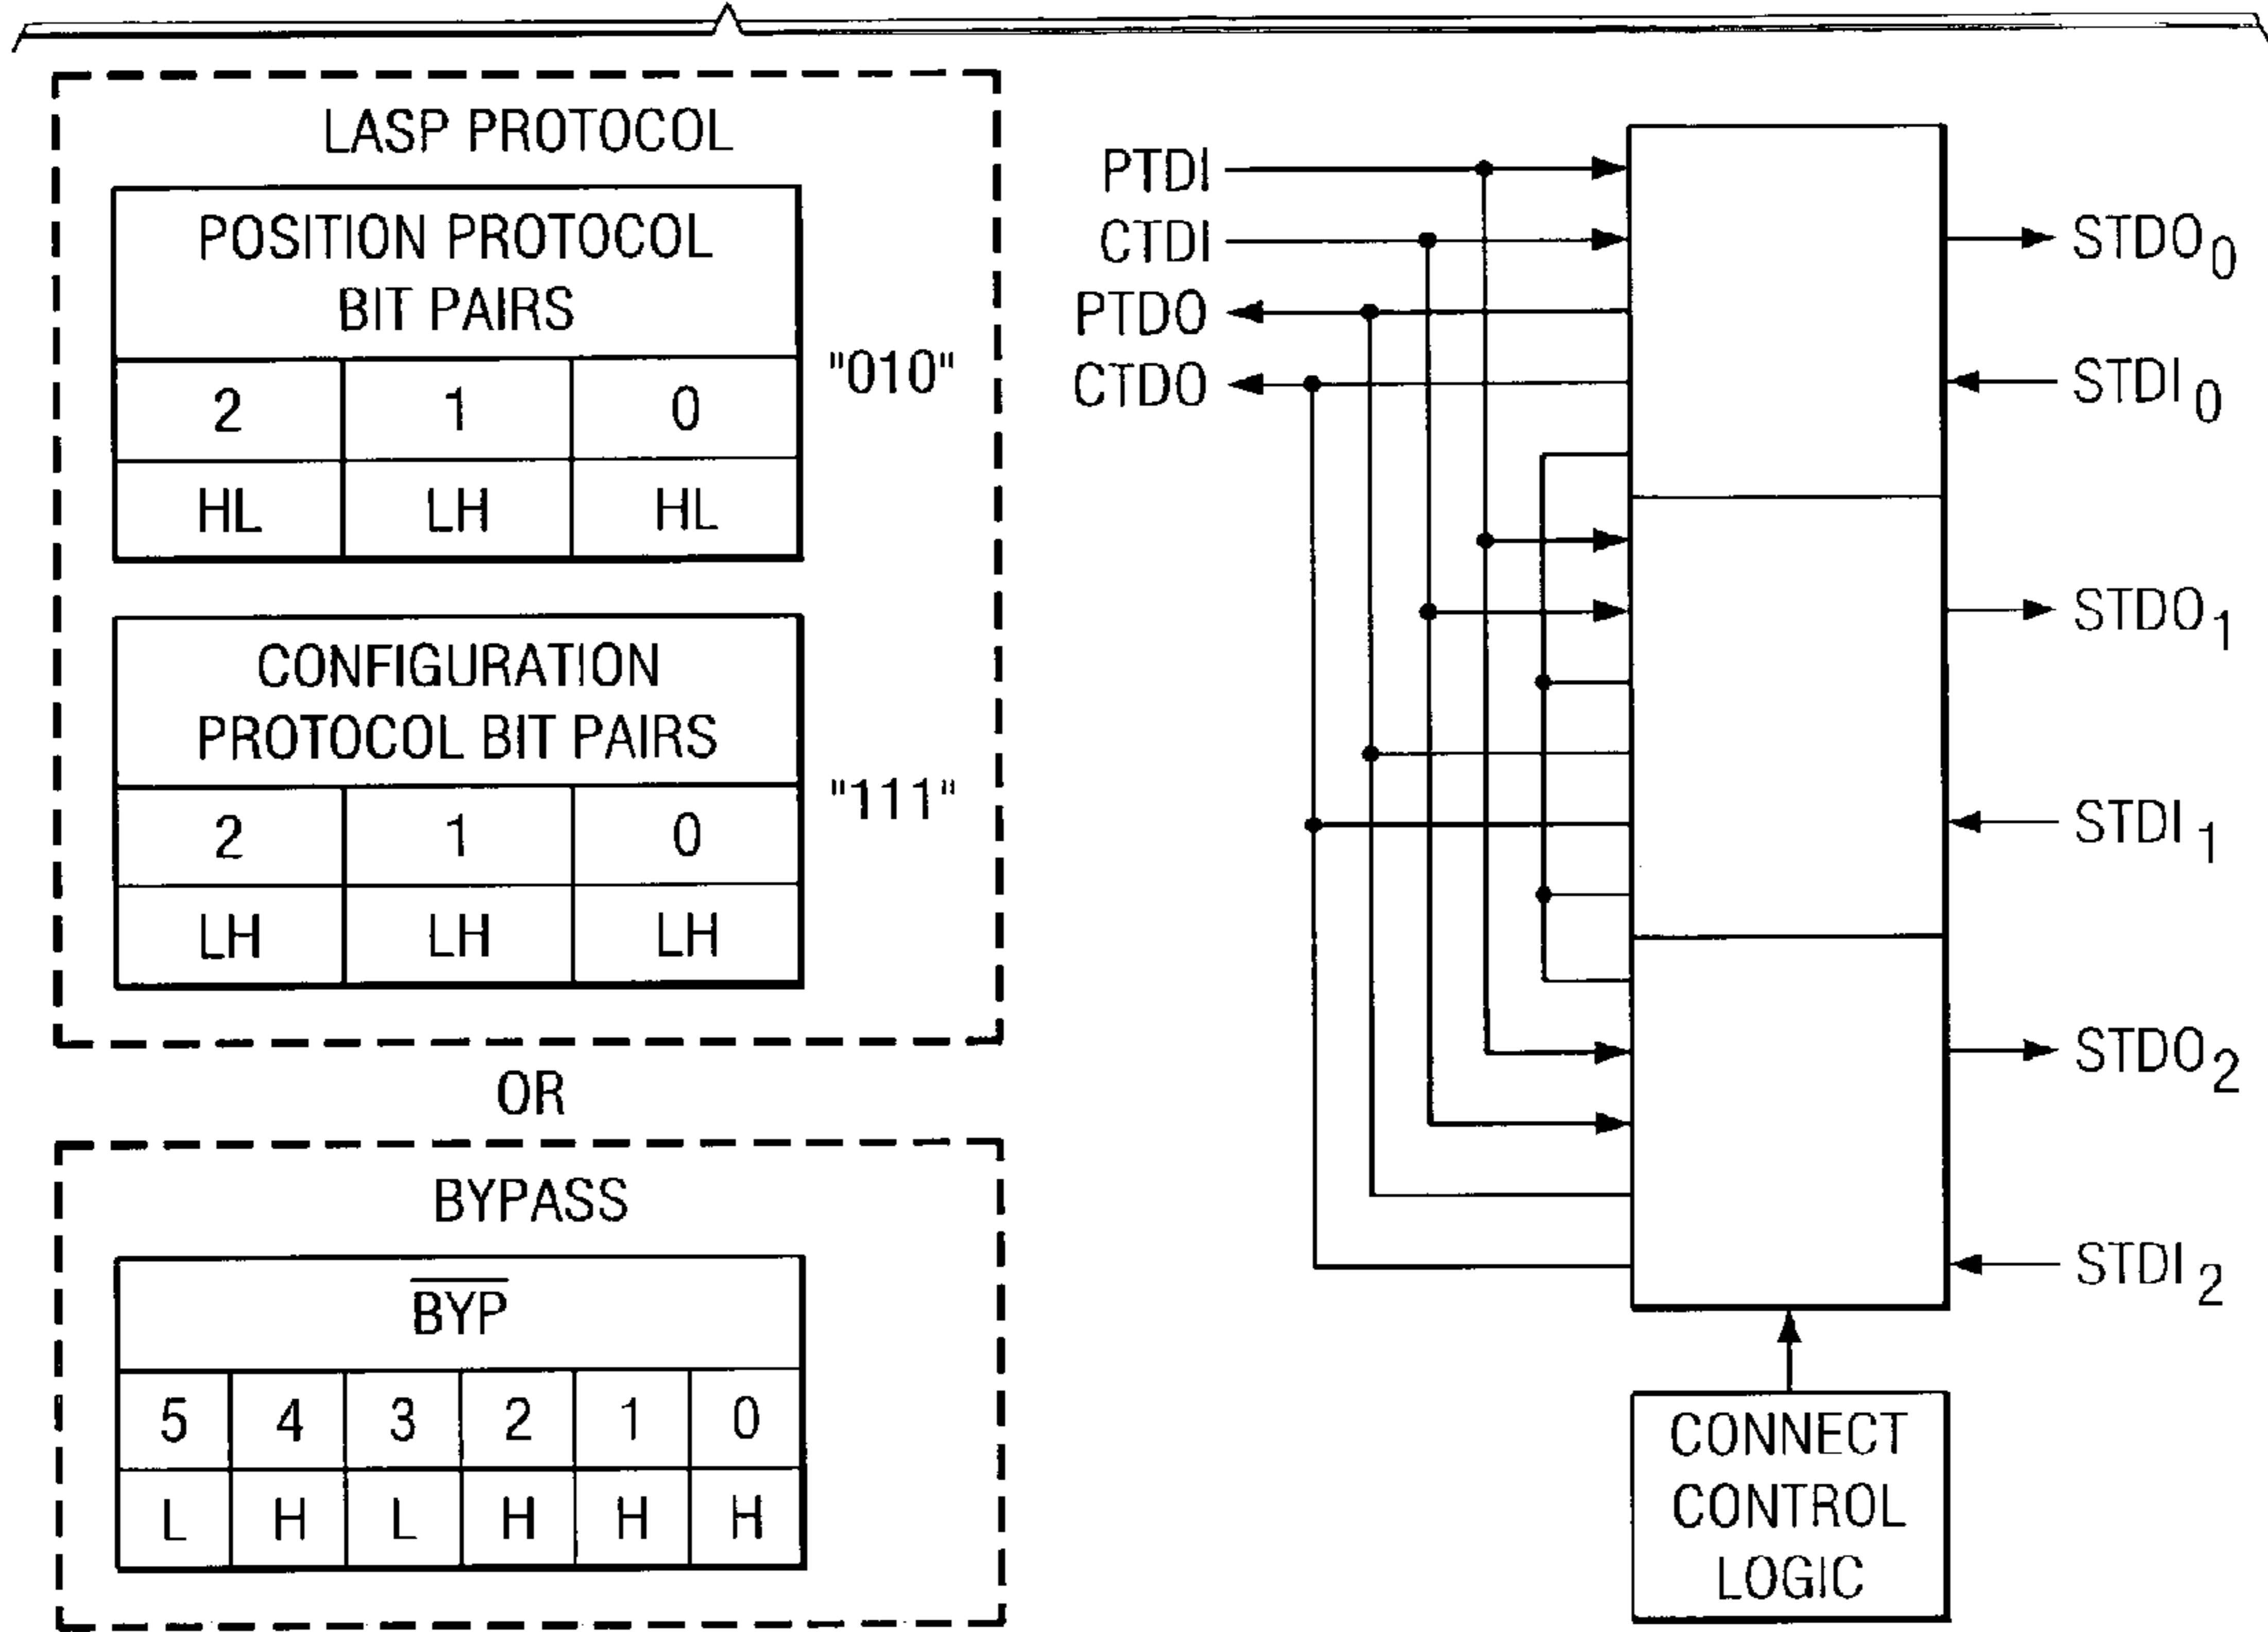 LASP PROTOCOL
POSITION PROTOCOL
BIT PAIRS
2 1 0
HL LH HL
"010"
CONFIGURATION
PROTOCOL BIT PAIRS
2 1 0
LH LH LH
"111"
OR
BYPASS
BYP
5 4 3 2 1 0
L H L H H H
PTDI
CTDI
PTDO
CTDO
STDO0
STDI0
STDO1
STDI1
STDO2
STDI2
CONNECT
CONTROL
LOGIC